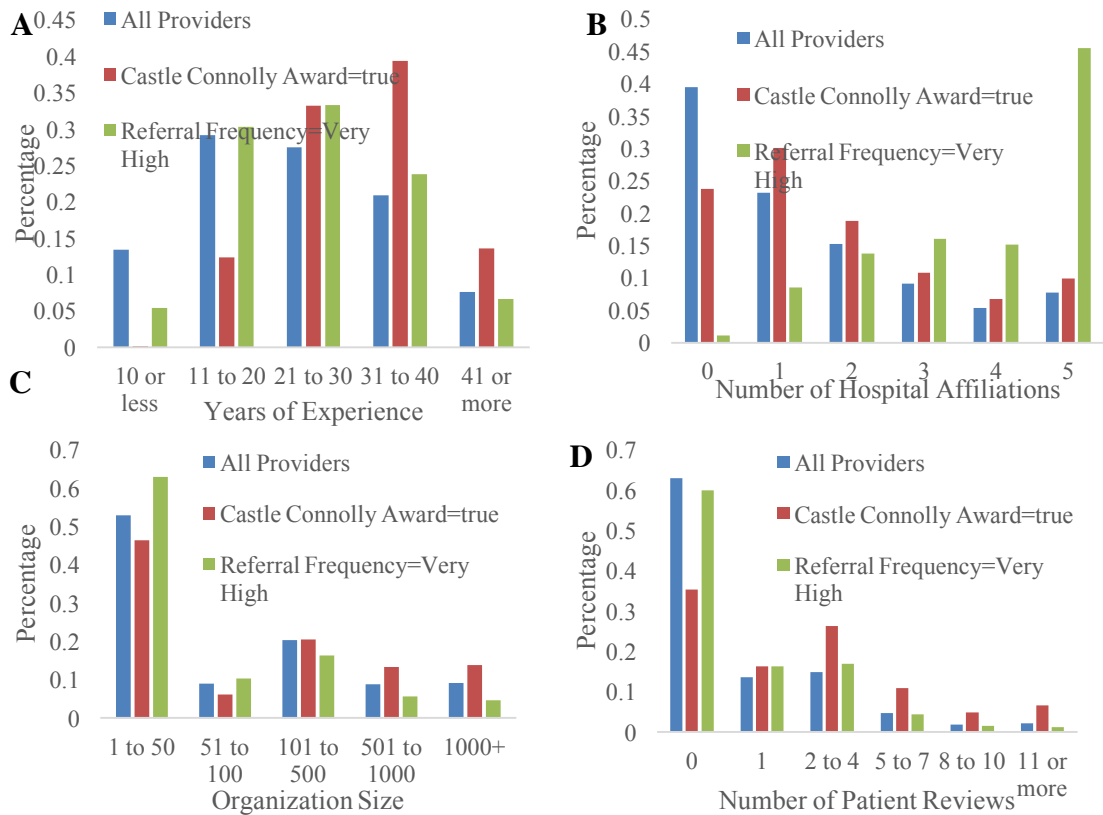 A
0.45
0.4
0.35
0.3
0.25
0.2
0.15
0.1
0.05
0
Percentage
All Providers
Castle Connolly Award=true
Referral Frequency=Very
High
10 or
less
11 to 20
21 to 30
31 to 40
41 or
more
Years of Experience
B
0.5
0.45
0.4
0.35
0.3
0.25
0.2
0.15
0.1
0.05
0
Percentage
All Providers
Castle Connolly Award=true
Referral Frequency=Very
High
0 1 2 3 4 5
Number of Hospital Affiliations
C
0.7
0.6
0.5
0.4
0.3
0.2
0.1
0
Percentage
All Providers
Castle Connolly Award=true
Referral Frequency=Very
High
1 to 50
51 to
100
101 to
500
501 to
1000
1000+
Organization Size
D
0.7
0.6
0.5
0.4
0.3
0.2
0.1
0
Percentage
All Providers
Castle Connolly Award=true
Referral Frequency=Very
High
0
1
2 to 4
5 to 7
8 to 10
11 or
more
Number of Patient Reviews